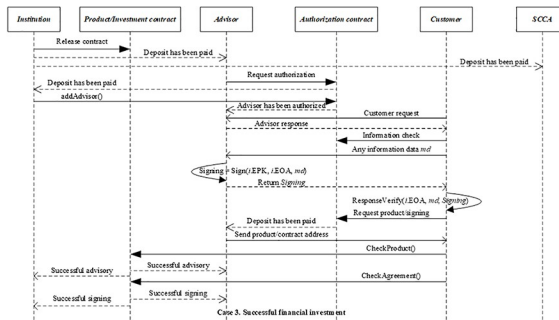 Institution Product/Investment contract Advisor Authorization contract Customer SCCA
Release contract
Deposit has been paid
Deposit has been paid
Request authorization
Deposit has been paid
addAdvisor()
Advisor has been authorized
Customer request
Advisor response
Information check
Any information data md
Signing = Sign(i.EPK, i.EOA, md)
Return Signing
ResponseVerify(i.EOA, md, Signing)
Request product/signing
Deposit has been paid
Send product/contract address
CheckProduct()
Successful advisory
Successful advisory
CheckAgreement()
Successful signing
Successful signing
Case 3. Successful financial investment